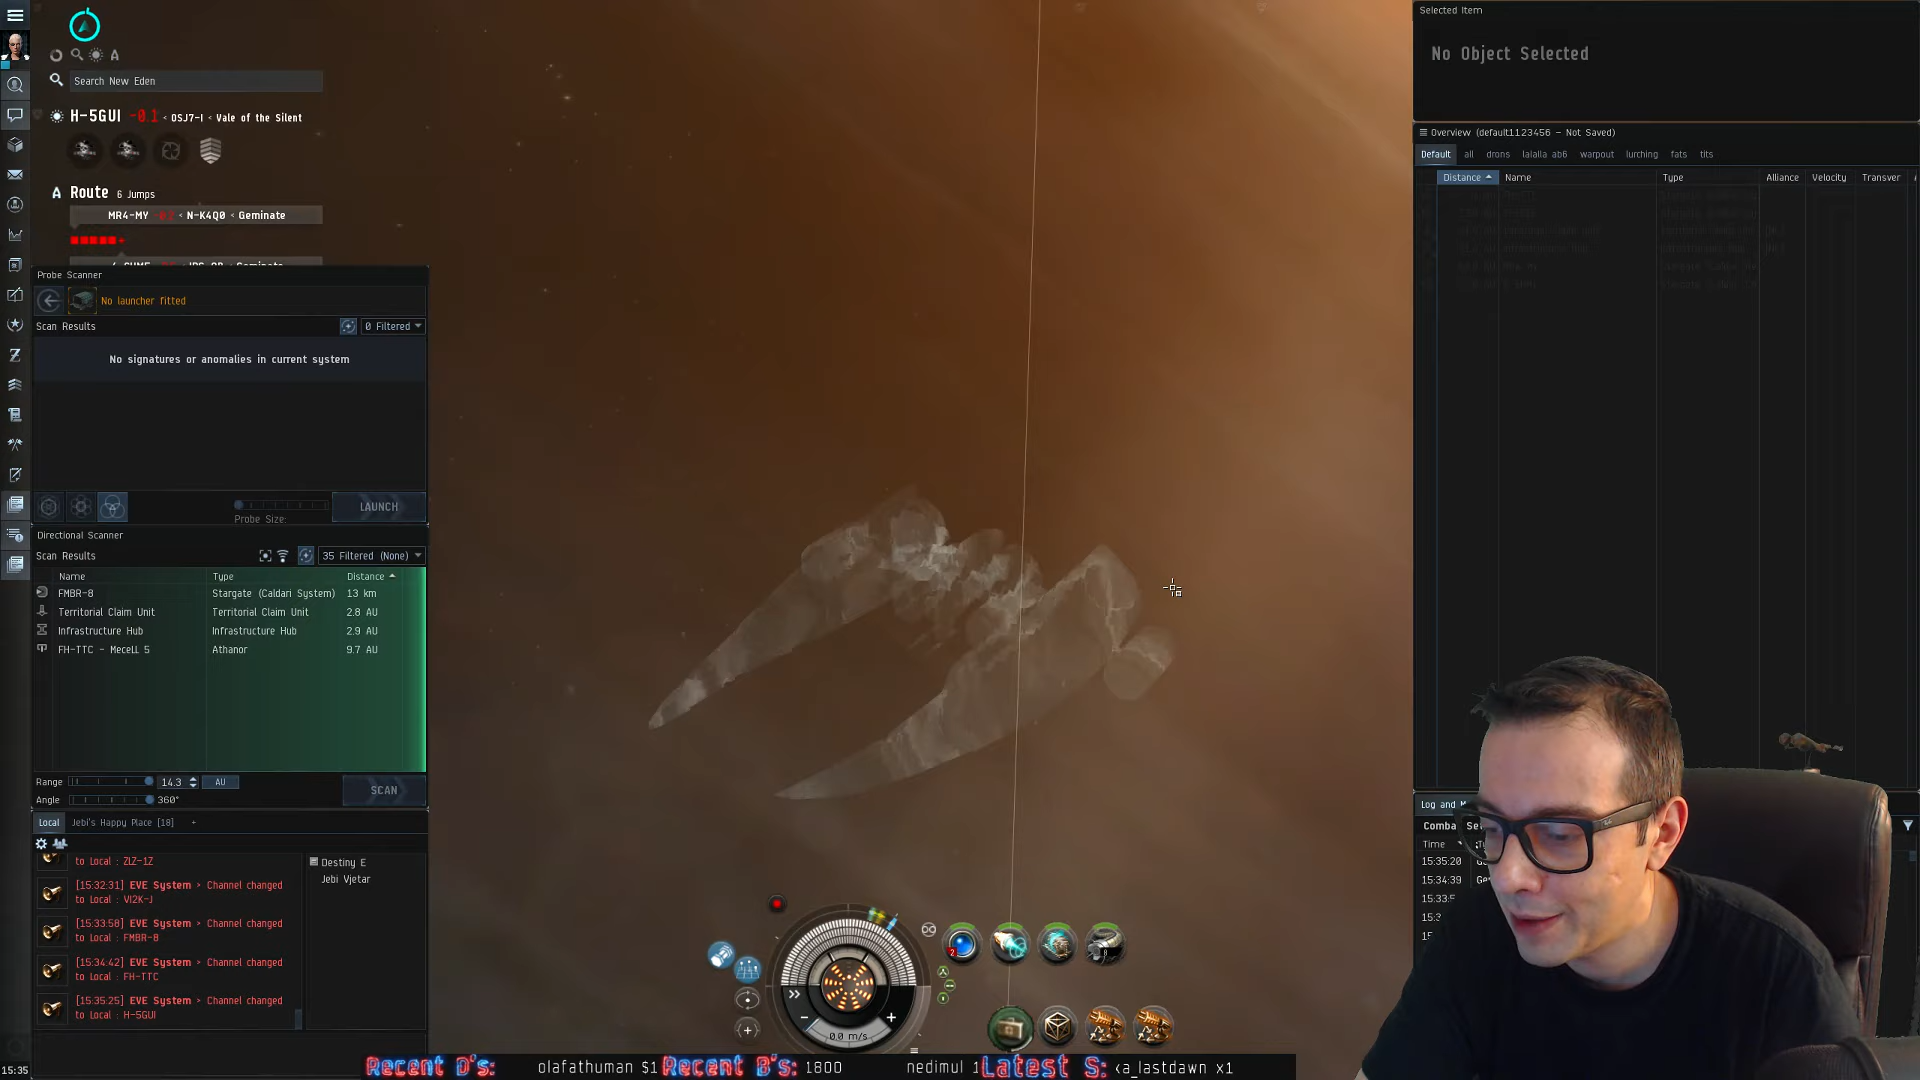 Search New Eden
H-5GUI -0.1 < OSJ7-I < Vale of the Silent
A Route 6 Jumps
MR4-MY < N-K4Q0 < Geminate
Probe Scanner
No launcher fitted
Scan Results 0 Filtered
No signatures or anomalies in current system
Probe Size:
LAUNCH
Directional Scanner
Scan Results 35 Filtered (None)
Name Type Distance
FMBR-8 Stargate (Caldari System) 13 km
Territorial Claim Unit Territorial Claim Unit 2.8 AU
Infrastructure Hub Infrastructure Hub 2.9 AU
FH-TTC - MeceLL 5 Athanor 9.7 AU
Range 14.3 AU
SCAN
Angle 360°
Local Jebi's Happy Place [18] +
to Local : ZLZ-1Z
[15:32:31] EVE System > Channel changed
to Local : VI2K-J
[15:33:58] EVE System > Channel changed
to Local : FMBR-8
[15:34:42] EVE System > Channel changed
to Local : FH-TTC
[15:35:25] EVE System > Channel changed
to Local : H-5GUI
Destiny E
Jebi Vjetar
15:35
0.0 m/s
Recent D's: olafathuman $1 Recent B's: 1800 nedimul 1 Latest S: ka_lastdawn x1
Selected Item
No Object Selected
Overview (default1123456 - Not Saved)
Default all drons lalalla ab6 warpout lurching fats tits
Distance Name Type Alliance Velocity Transver
Log and M
Comba Se
Time
15:35:20
15:34:39
15:33:5
15:3
15